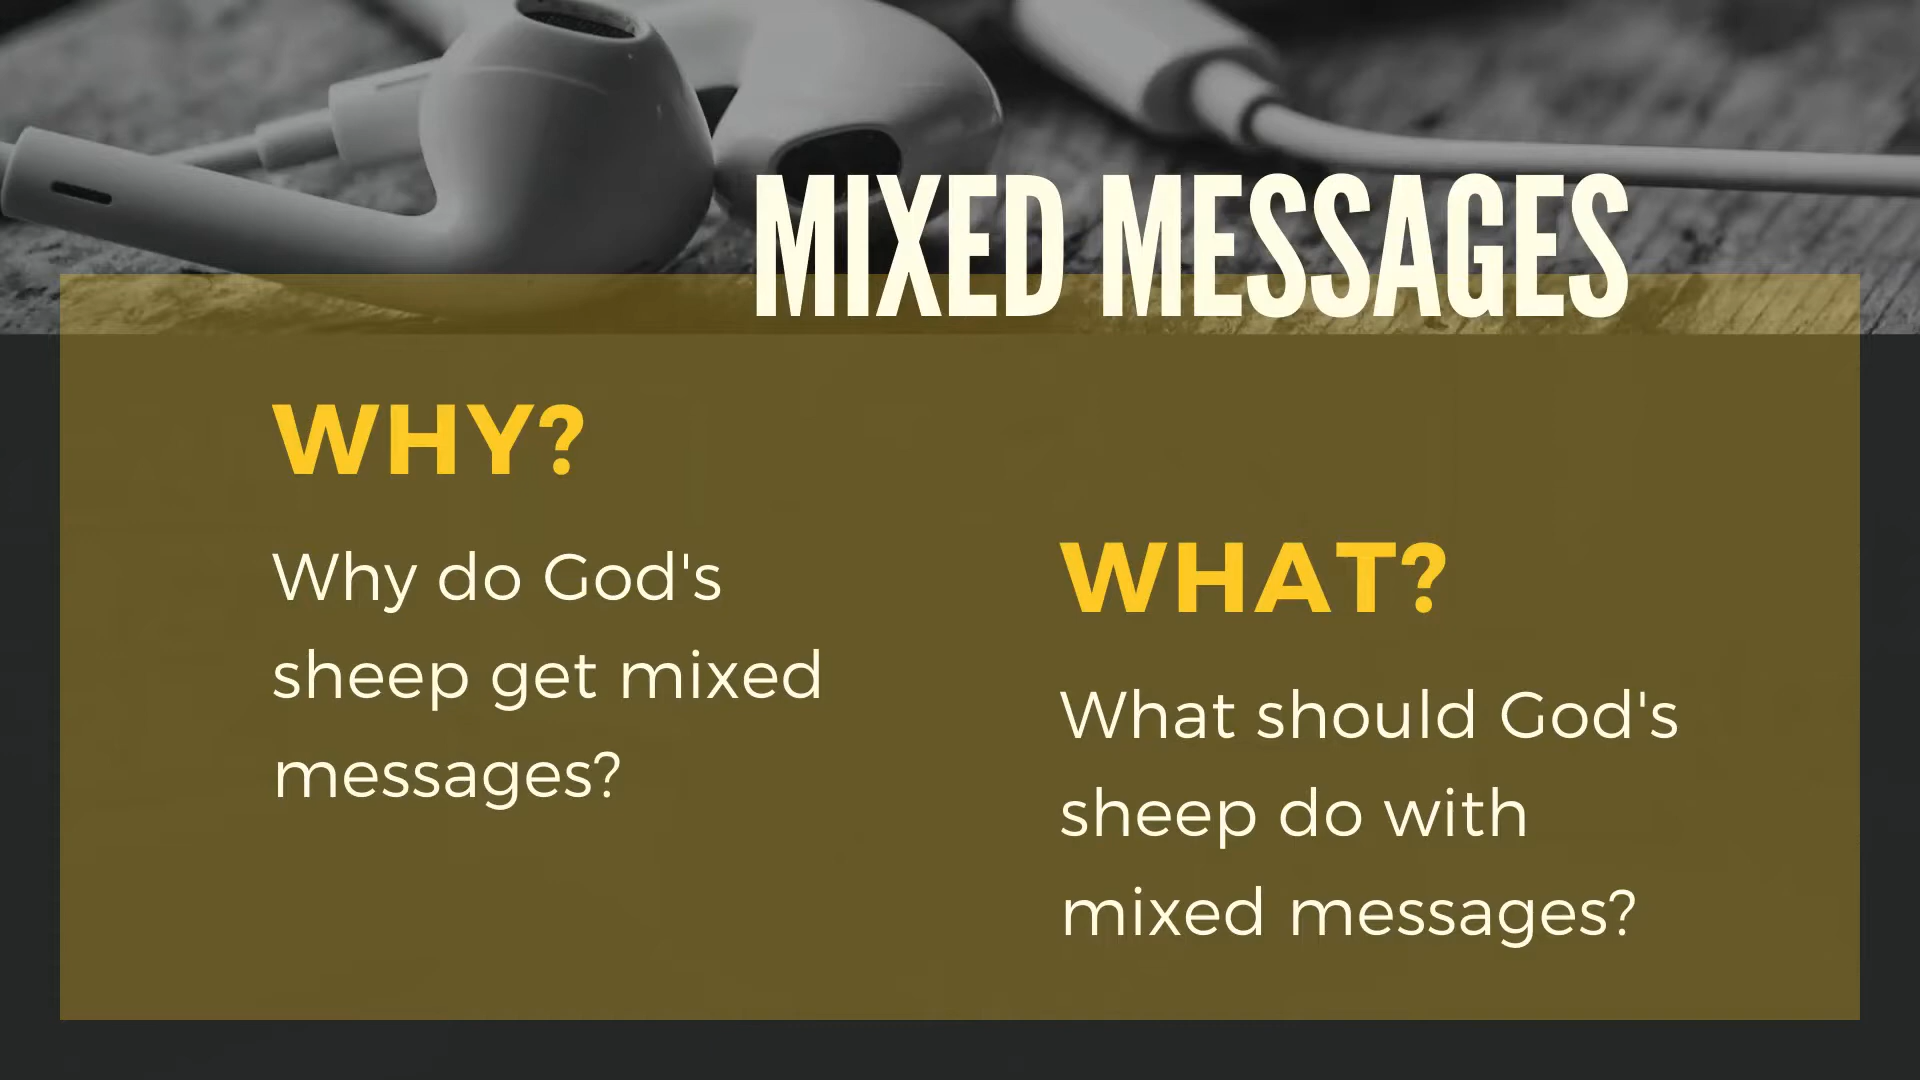 MIXED MESSAGES
WHY?
Why do God's
sheep get mixed
messages?
WHAT?
What should God's
sheep do with
mixed messages?